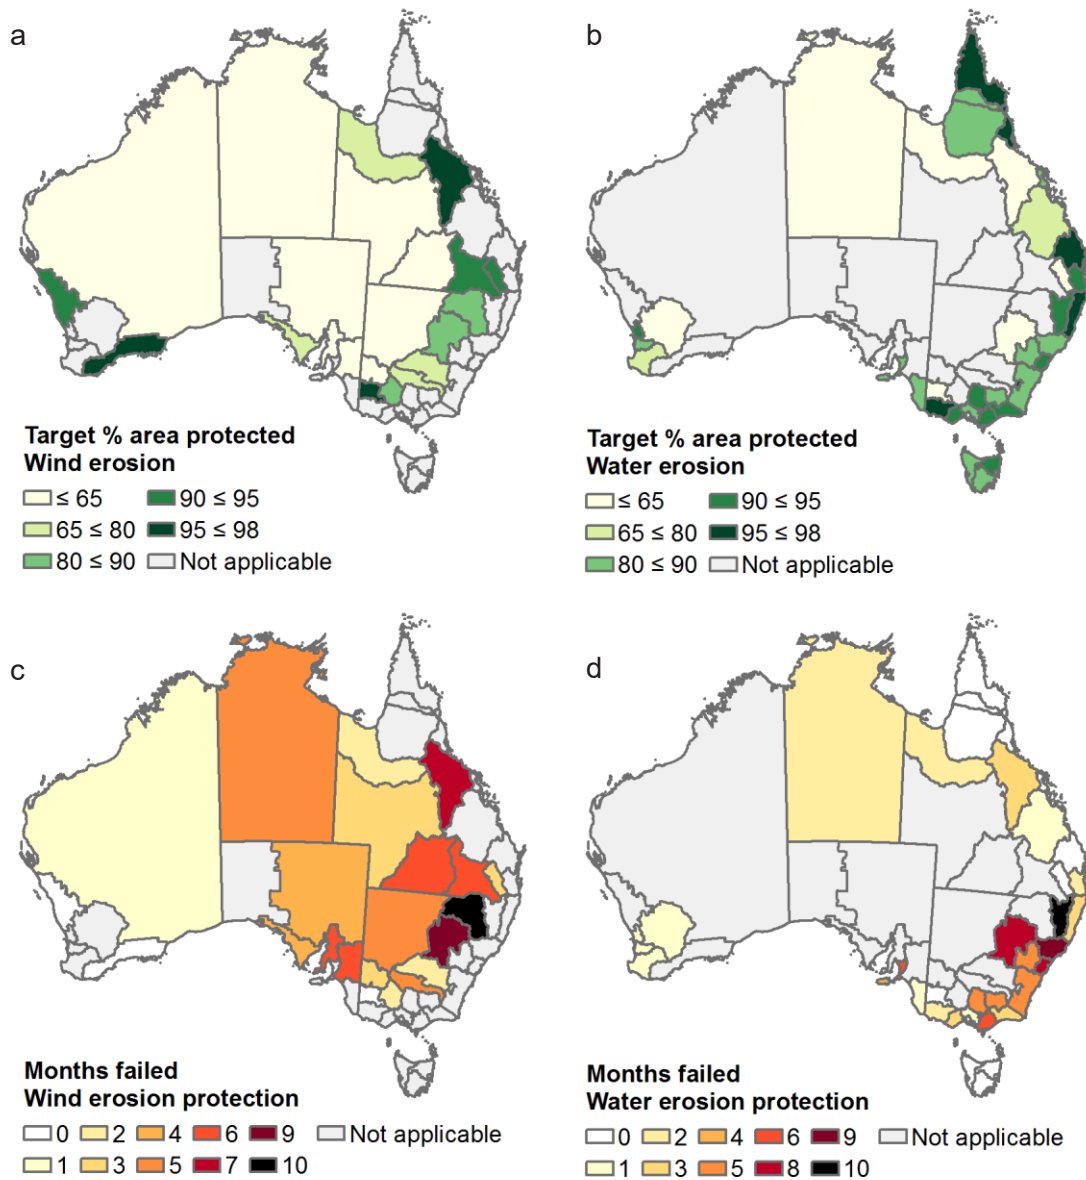 a
b
Target % area protected
Wind erosion
≤ 65
90 ≤ 95
65 ≤ 80
95 ≤ 98
80 ≤ 90
Not applicable
Target % area protected
Water erosion
≤ 65
90 ≤ 95
65 ≤ 80
95 ≤ 98
80 ≤ 90
Not applicable
c
d
Months failed
Wind erosion protection
0 2 4 6 9 Not applicable
1 3 5 7 10
Months failed
Water erosion protection
0 2 4 6 9 Not applicable
1 3 5 8 10